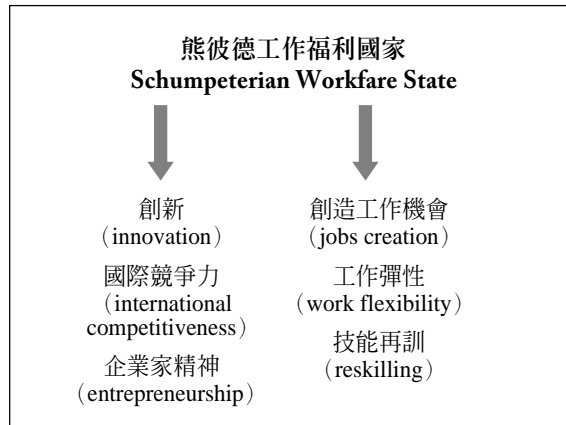 熊彼德工作福利國家
Schumpeterian Workfare State
創新
（innovation）
國際競爭力
（international
competitiveness）
企業家精神
（entrepreneurship）
創造工作機會
（jobs creation）
工作彈性
（work flexibility）
技能再訓
（reskilling）